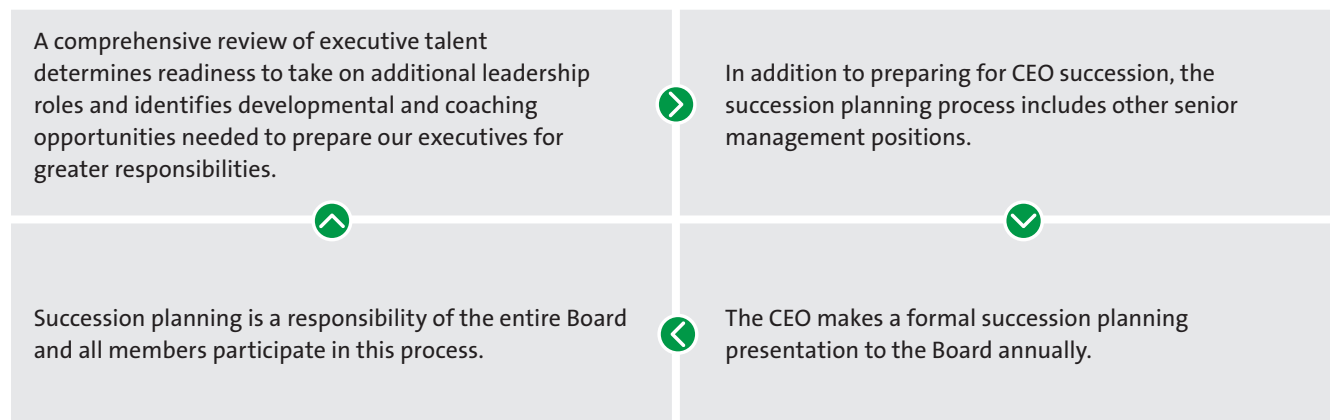 A comprehensive review of executive talent
determines readiness to take on additional leadership
roles and identifies developmental and coaching
opportunities needed to prepare our executives for
greater responsibilities.
In addition to preparing for CEO succession, the
succession planning process includes other senior
management positions.
Succession planning is a responsibility of the entire Board
and all members participate in this process.
The CEO makes a formal succession planning
presentation to the Board annually.